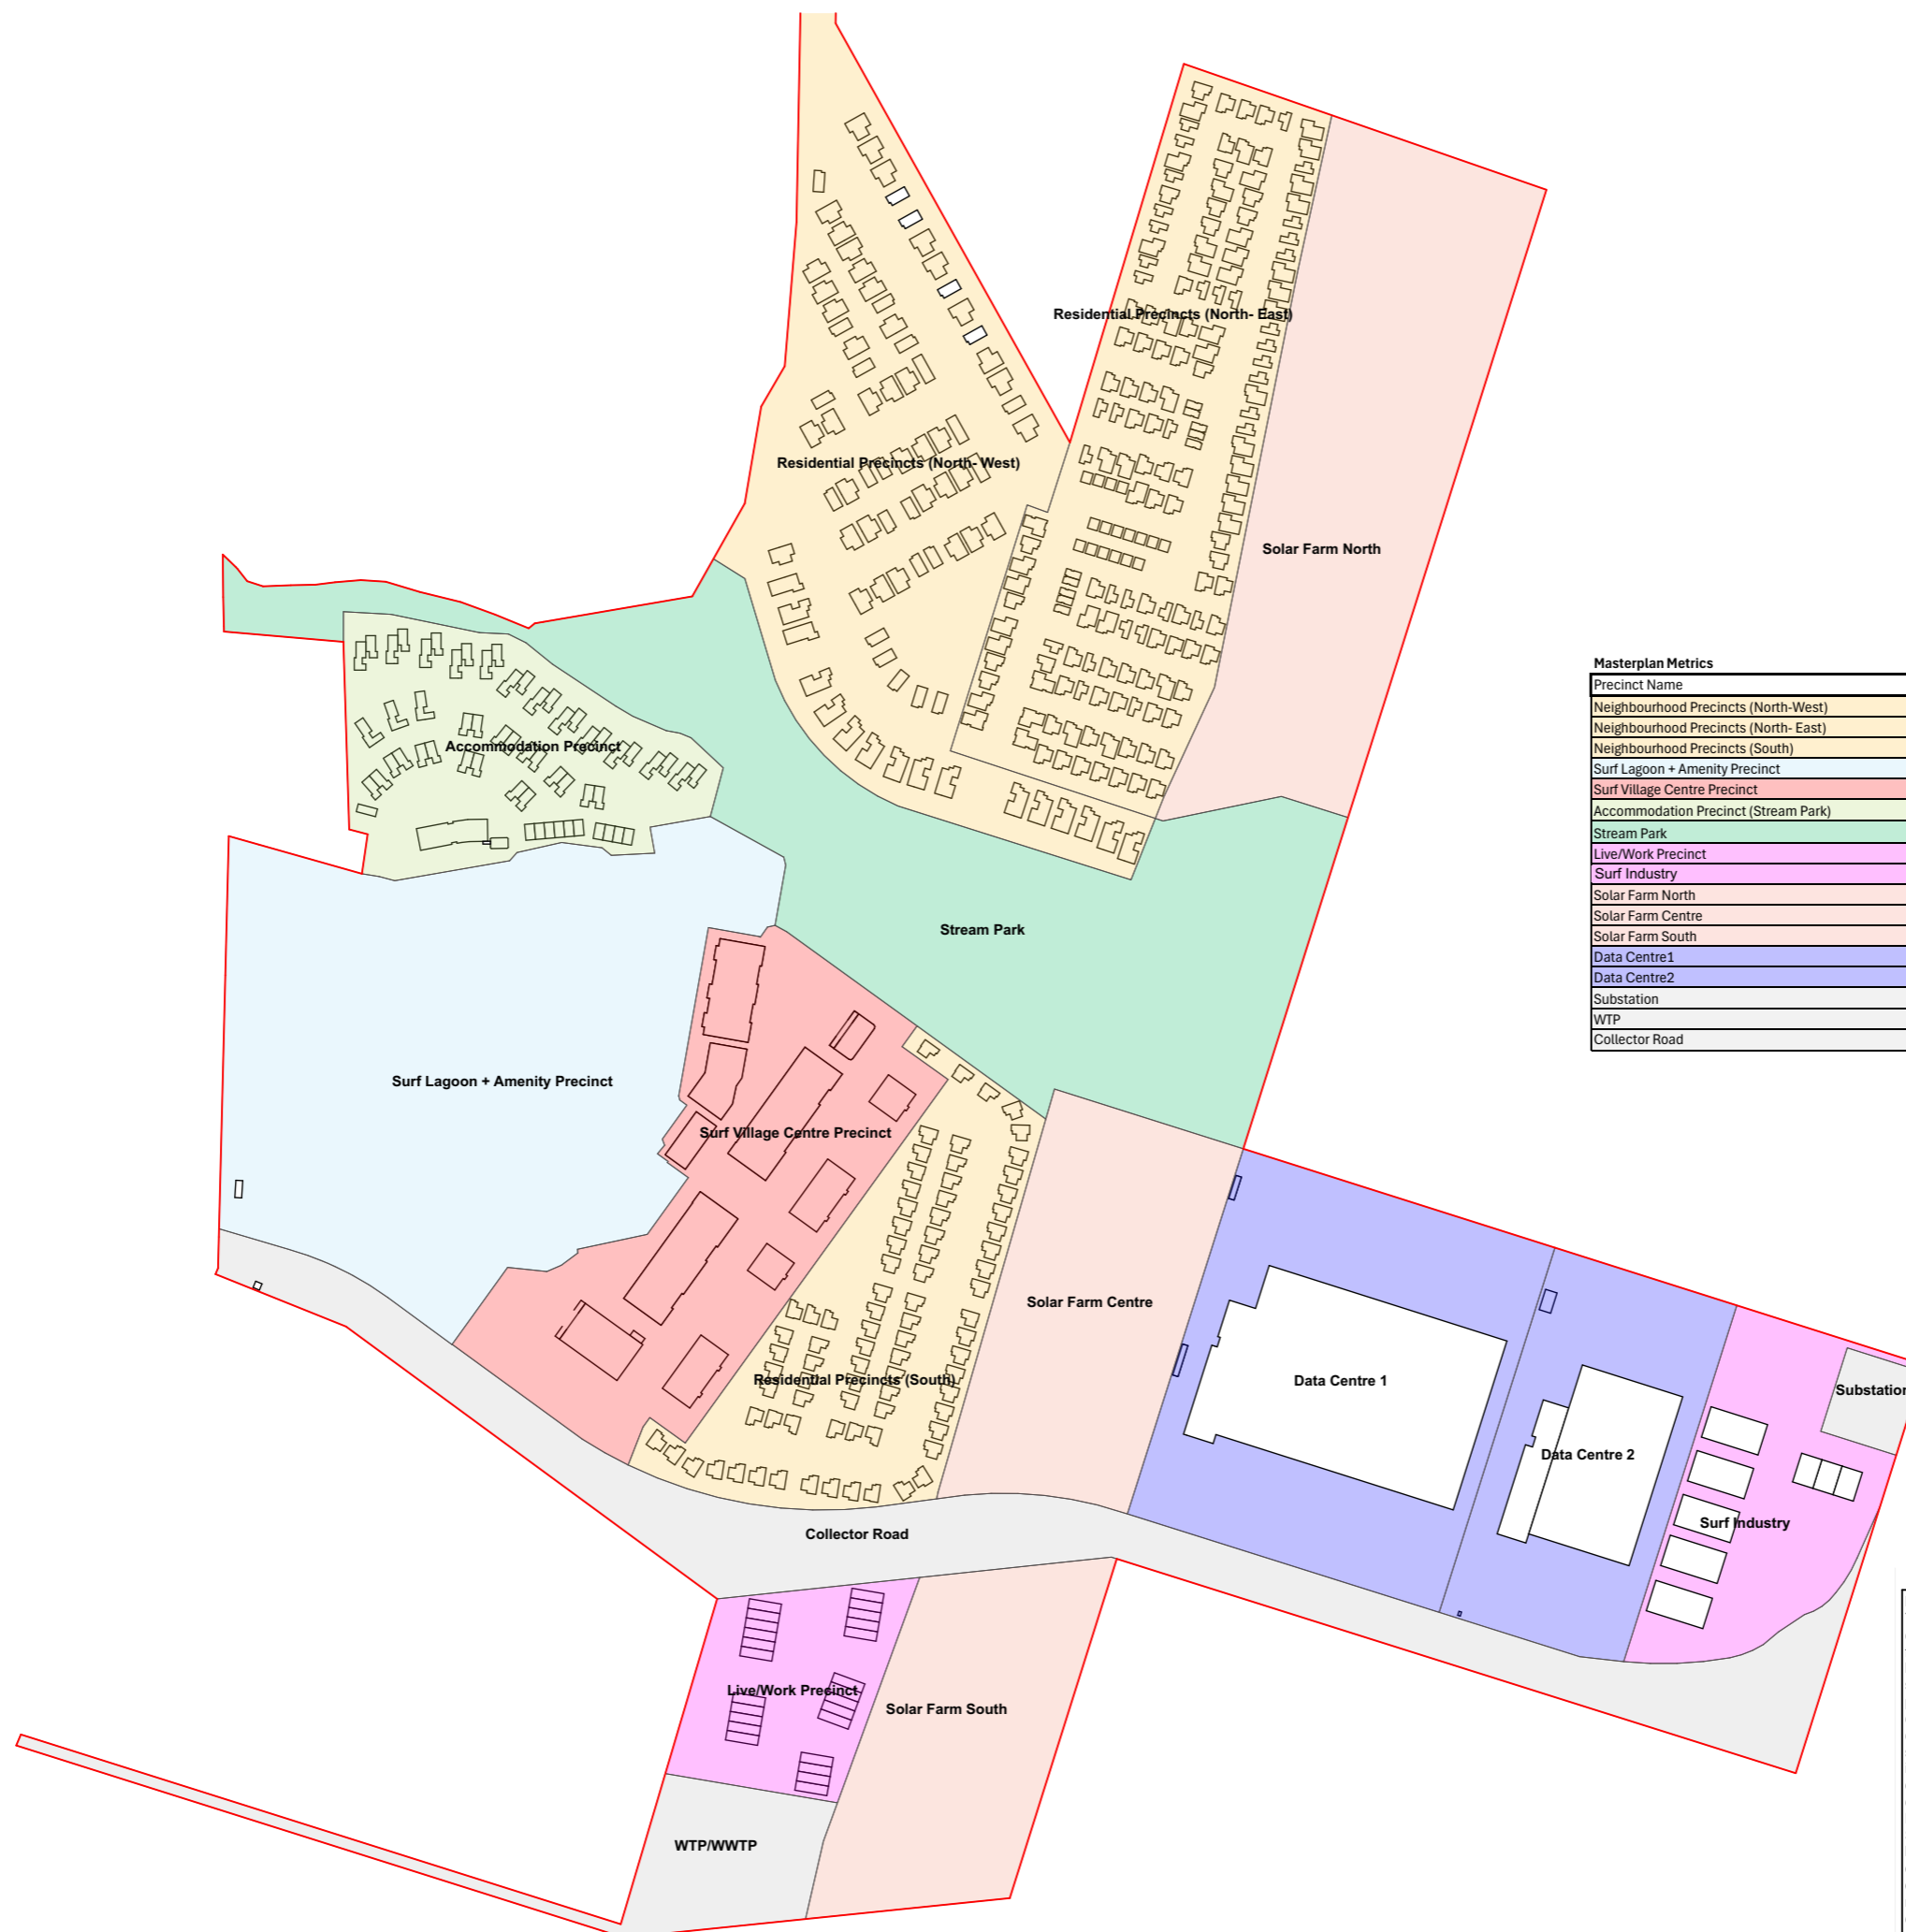 Residential Precincts (North- East)
Residential Precincts (North- West)
Solar Farm North
Masterplan Metrics
Precinct Name
Neighbourhood Precincts (North-West)
Neighbourhood Precincts (North- East)
Neighbourhood Precincts (South)
Surf Lagoon + Amenity Precinct
Surf Village Centre Precinct
Accommodation Precinct (Stream Park)
Stream Park
Live/Work Precinct
Surf Industry
Solar Farm North
Solar Farm Centre
Solar Farm South
Data Centre1
Data Centre2
Substation
WTP
Collector Road
Accommodation Precinct
Stream Park
Surf Lagoon + Amenity Precinct
Surf Village Centre Precinct
Solar Farm Centre
Residential Precincts (South)
Data Centre 1
Substation
Data Centre 2
Surf Industry
Collector Road
Live/Work Precinct
Solar Farm South
WTP/WWTP